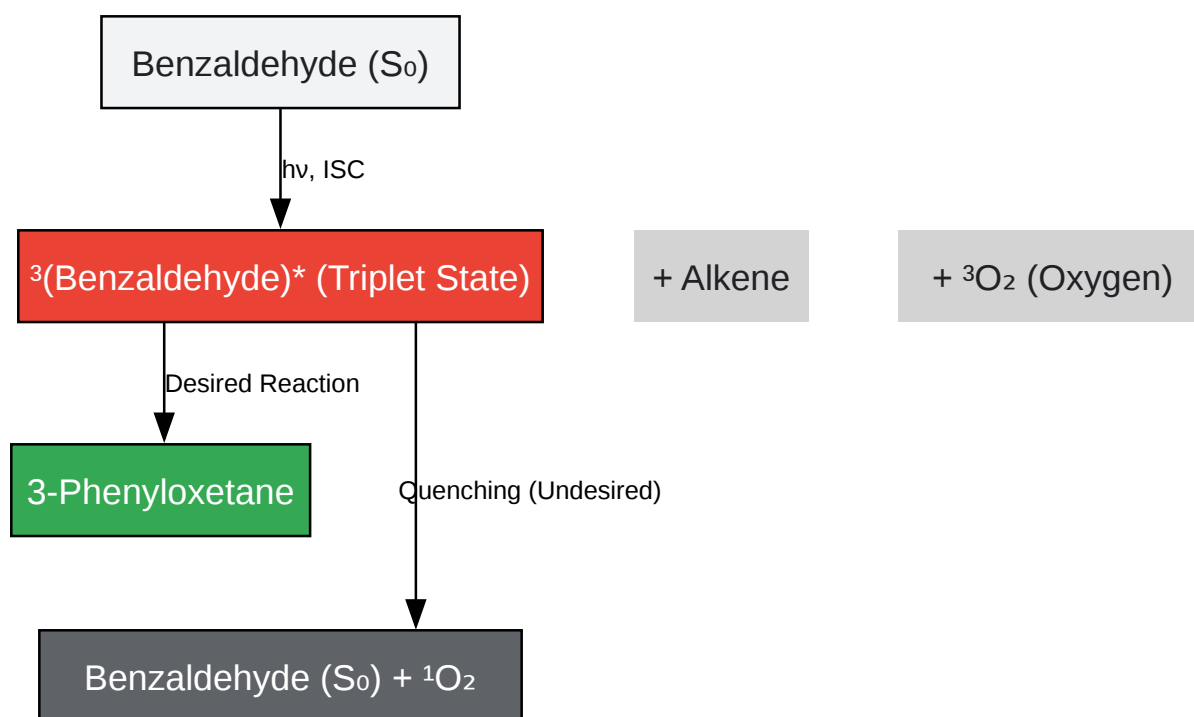 Benzaldehyde (S₀)
hν, ISC
³(Benzaldehyde)* (Triplet State)
+ Alkene
+ ³O₂ (Oxygen)
Desired Reaction
3-Phenyloxetane
Quenching (Undesired)
Benzaldehyde (S₀) + ¹O₂